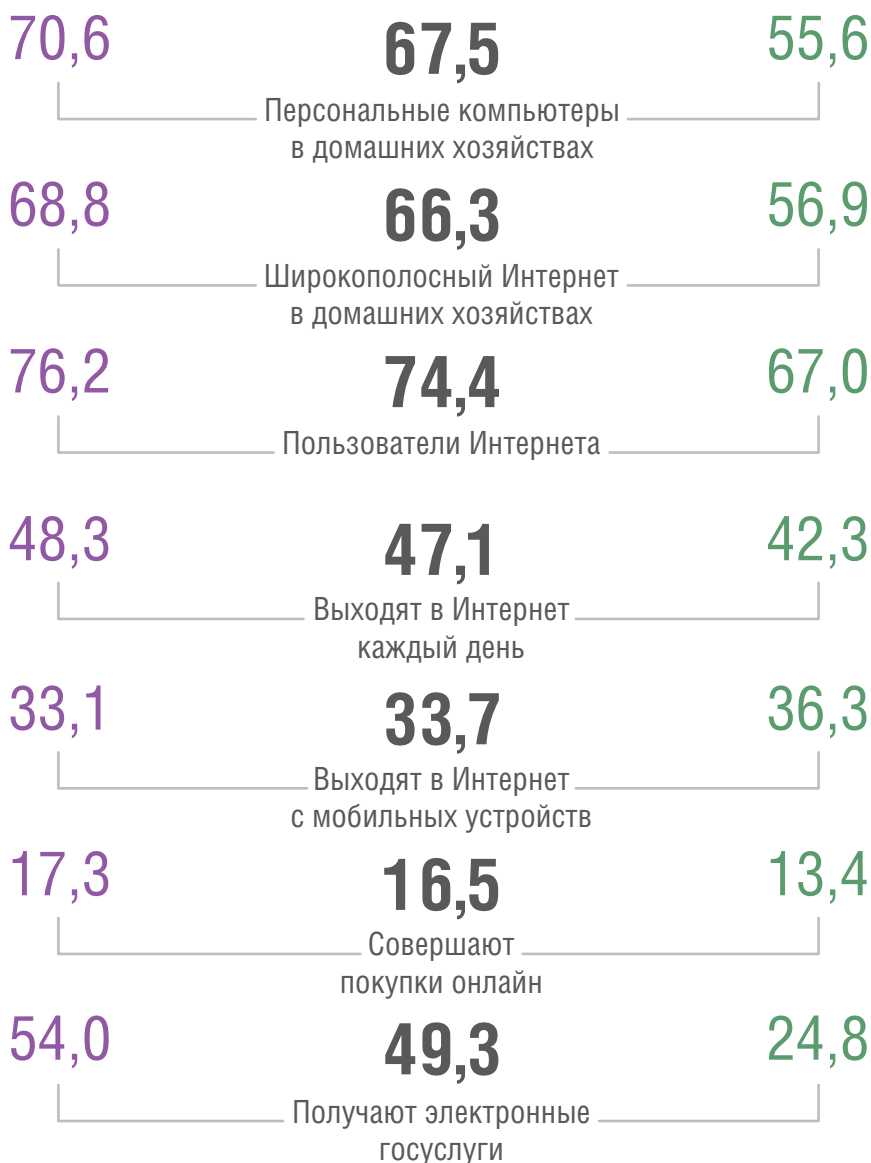 70,6 67,5 55,6
Персональные компьютеры
в домашних хозяйствах
68,8 66,3 56,9
Широкополосный Интернет
в домашних хозяйствах
76,2 74,4 67,0
Пользователи Интернета
48,3 47,1 42,3
Выходят в Интернет
каждый день
33,1 33,7 36,3
Выходят в Интернет
с мобильных устройств
17,3 16,5 13,4
Совершают
покупки онлайн
54,0 49,3 24,8
Получают электронные
госуслуги